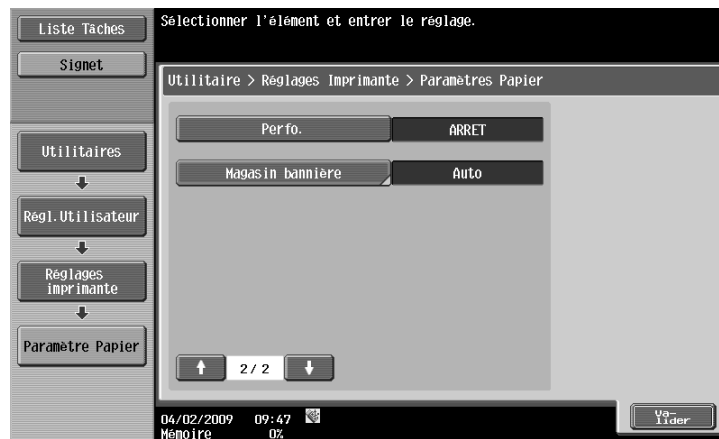 Liste Tâches
Signet
Utilitaires
Régl.Utilisateur
Réglages
imprimante
Paramètre Papier
Sélectionner l'élément et entrer le réglage.
Utilitaire > Réglages Imprimante > Paramètres Papier
Perfo. ARRET
Magasin bannière Auto
2/2
04/02/2009 09:47
Mémoire 0%
Va-
lider